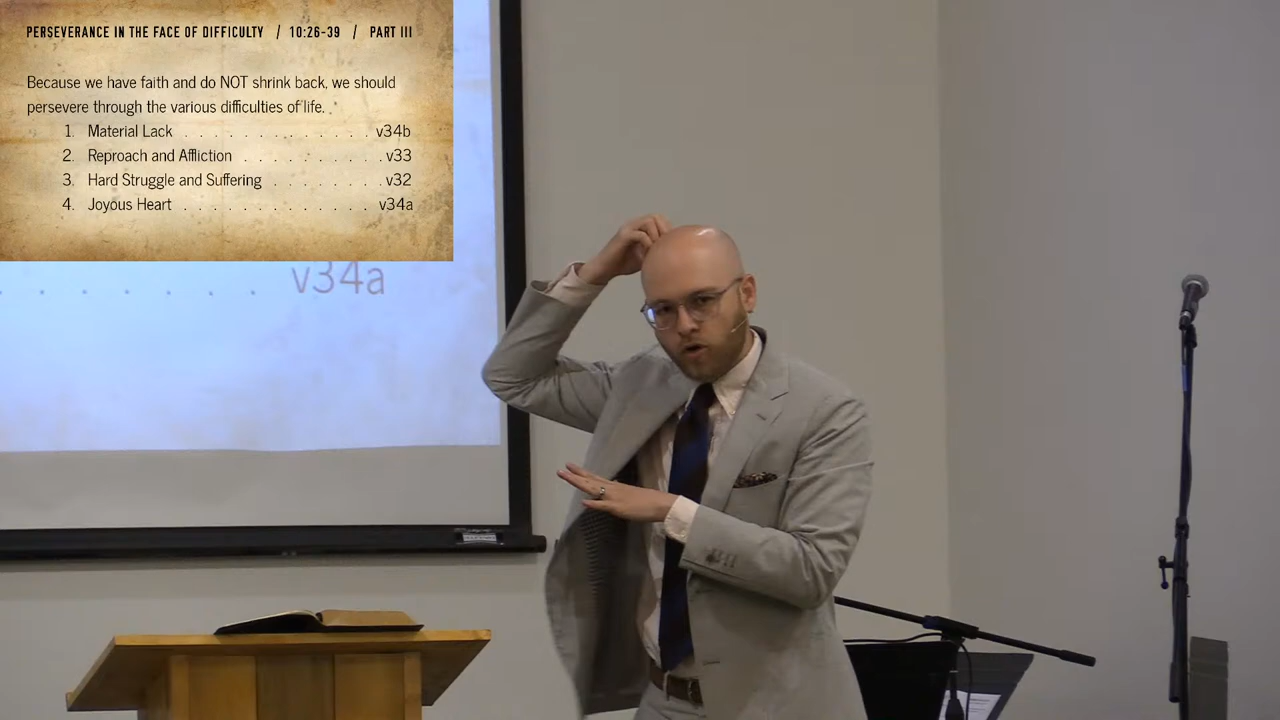 PERSEVERANCE IN THE FACE OF DIFFICULTY / 10:26-39 / PART III
Because we have faith and do NOT shrink back, we should
persevere through the various difficulties of life.
1. Material Lack . . . . . . . . . . . . . v34b
2. Reproach and Affliction . . . . . . . . . v33
3. Hard Struggle and Suffering . . . . . . . v32
4. Joyous Heart . . . . . . . . . . . . . v34a
. . . . . . . v34a